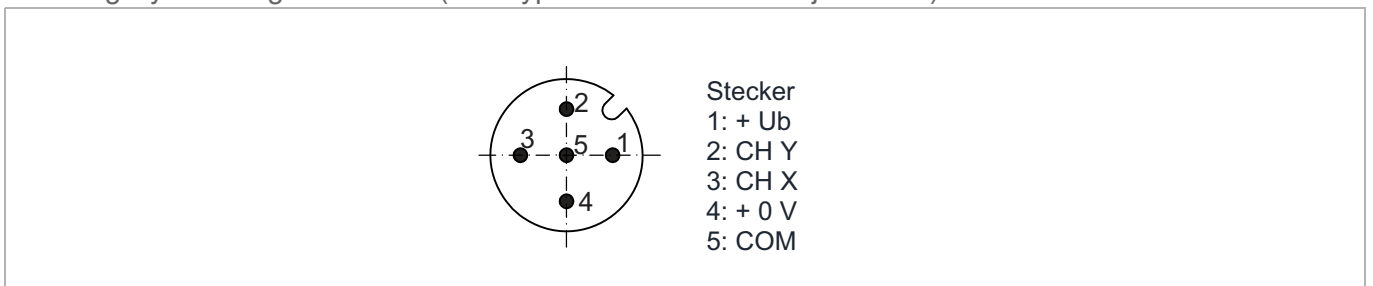 2
3
5
1
4
Stecker
1: + Ub
2: CH Y
3: CH X
4: + 0 V
5: COM